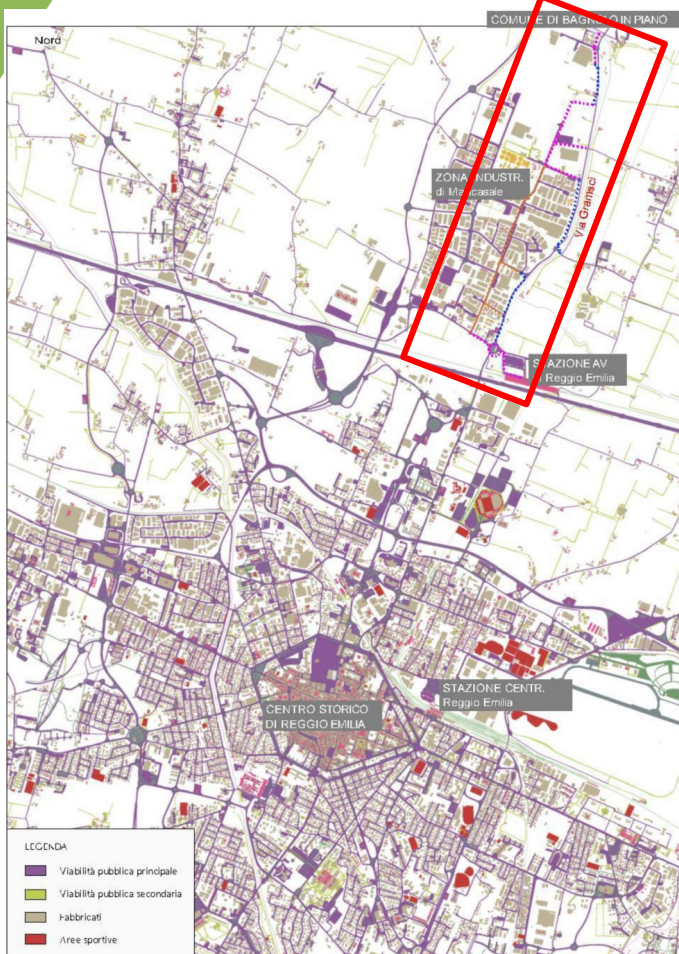 COMUNE DI BAGNOLO IN PIANO
Nord
ZONA INDUSTR.
di Mancasale
Via Gramsci
STAZIONE AV
Reggio Emilia
STAZIONE CENTR.
Reggio Emilia
CENTRO STORICO
DI REGGIO EMILIA
LEGENDA
Viabilità pubblica principale
Viabilità pubblica secondaria
Fabbricati
Aree sportive